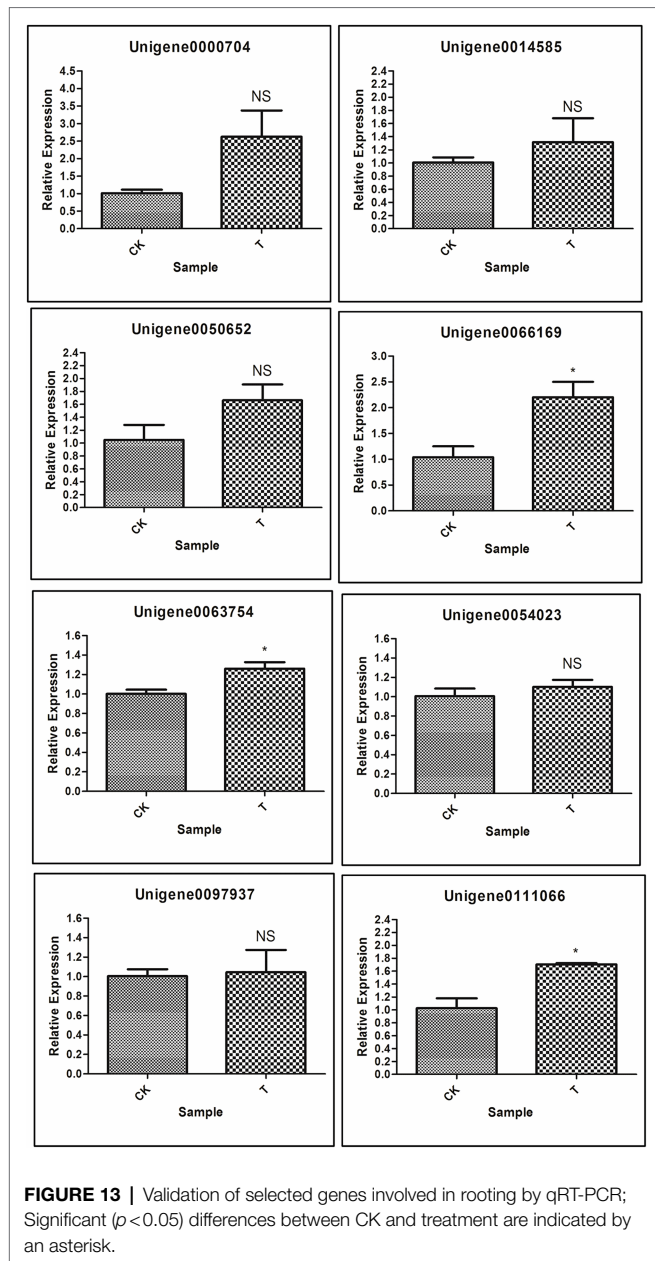 Unigene0000704
Relative Expression
4.5
4.0
3.5
3.0
2.5
2.0
1.5
1.0
0.5
0.0
NS
CK
T
Sample
Unigene0014585
Relative Expression
2.4
2.2
2.0
1.8
1.6
1.4
1.2
1.0
0.8
0.6
0.4
0.2
0.0
NS
CK
T
Sample
Unigene0050652
Relative Expression
2.4
2.2
2.0
1.8
1.6
1.4
1.2
1.0
0.8
0.6
0.4
0.2
0.0
NS
CK
T
Sample
Unigene0066169
Relative Expression
3.0
2.5
2.0
1.5
1.0
0.5
0.0
*
CK
T
Sample
Unigene0063754
Relative Expression
1.6
1.4
1.2
1.0
0.8
0.6
0.4
0.2
0.0
*
CK
T
Sample
Unigene0054023
Relative Expression
1.6
1.4
1.2
1.0
0.8
0.6
0.4
0.2
0.0
NS
CK
T
Sample
Unigene0097937
Relative Expression
1.6
1.4
1.2
1.0
0.8
0.6
0.4
0.2
0.0
NS
CK
T
Sample
Unigene0111066
Relative Expression
2.4
2.2
2.0
1.8
1.6
1.4
1.2
1.0
0.8
0.6
0.4
0.2
0.0
*
CK
T
Sample
FIGURE 13 | Validation of selected genes involved in rooting by qRT-PCR;
Significant (p<0.05) differences between CK and treatment are indicated by
an asterisk.